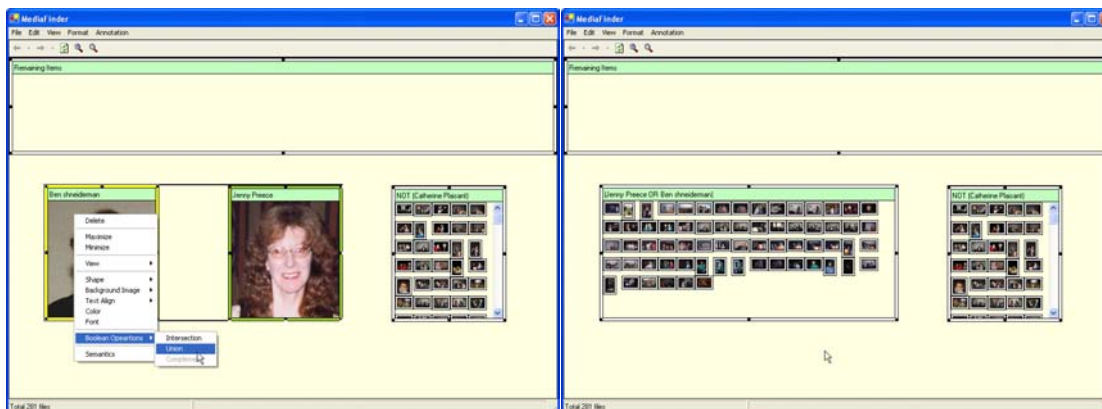 MediaFinder
File Edit View Format Annotation
Remaining Items
Ben shneiderman
Jenny Preece
NOT (Catherine Plaisant)
Delete
Maximize
Minimize
View
Shape
Background Image
Text Align
Color
Font
Boolean Opeartions
Semantics
Intersection
Union
Complement
Total 281 files
MediaFinder
File Edit View Format Annotation
Remaining Items
(Jenny Preece OR Ben shneiderman)
NOT (Catherine Plaisant)
Total 281 files